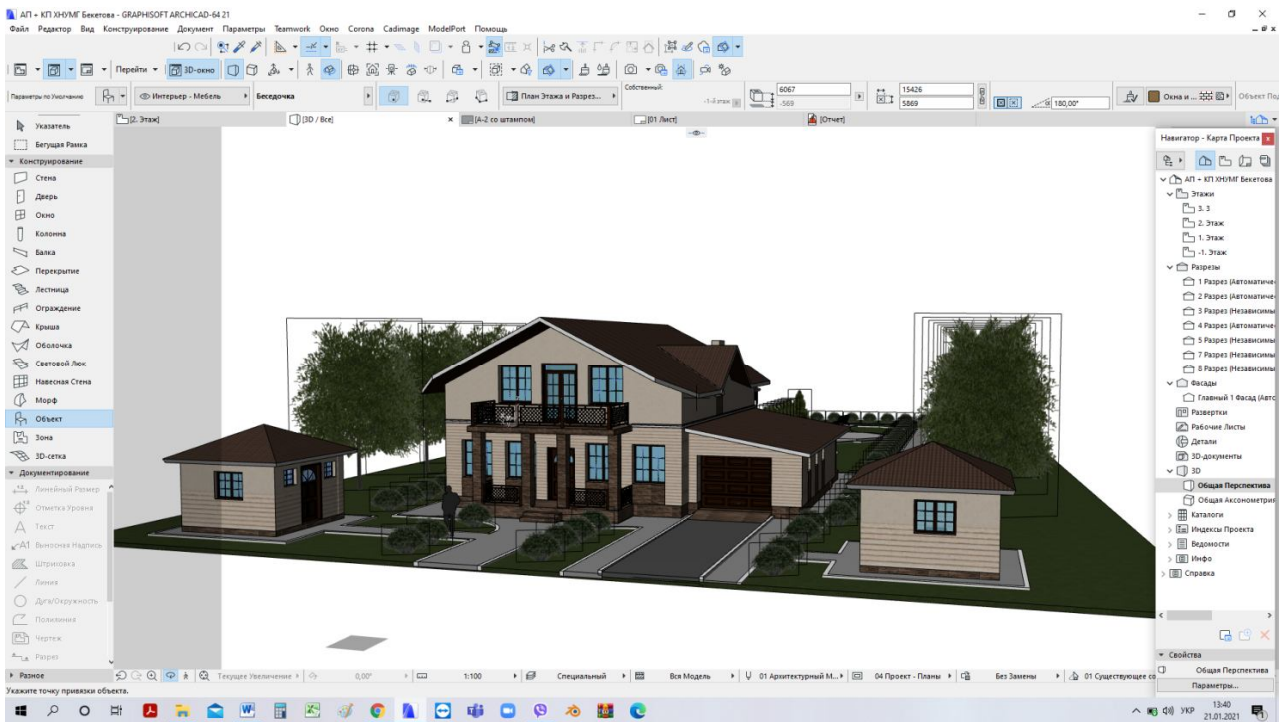 АП + КП ХНУМГ Бекетова - GRAPHISOFT ARCHICAD-64 21
Файл Редактор Вид Конструирование Документ Параметры Teamwork Окно Corona Cadimage ModelPort Помощь
Перейти 3D-окно
Параметры по Умолчанию Интерьер - Мебель Беседочка План Этажа и Разрез... Собственный: -1-й этаж 6067 -569 15426 5869 180,00° Окна и ... Объект Под
[2. Этаж] [3D / Все] [А-2 со штампом] [01 Лист] [Отчет]
Указатель
Бегущая Рамка
Конструирование
Стена
Дверь
Окно
Колонна
Балка
Перекрытие
Лестница
Ограждение
Крыша
Оболочка
Световой Люк
Навесная Стена
Морф
Объект
Зона
3D-сетка
Документирование
Линейный Размер
Отметка Уровня
Текст
Выносная Надпись
Штриховка
Линия
Дуга/Окружность
Полилиния
Чертеж
Разрез
Разное
Навигатор - Карта Проекта
АП + КП ХНУМГ Бекетова
Этажи
3. 3
2. Этаж
1. Этаж
-1. Этаж
Разрезы
1 Разрез (Автоматиче
2 Разрез (Автоматиче
3 Разрез (Независимы
4 Разрез (Автоматиче
5 Разрез (Независимы
7 Разрез (Независимы
8 Разрез (Независимы
Фасады
Главный 1 Фасад (Автс
Развертки
Рабочие Листы
Детали
3D-документы
3D
Общая Перспектива
Общая Аксонометрия
Каталоги
Индексы Проекта
Ведомости
Инфо
Справка
Свойства
Общая Перспектива
Параметры...
Текущее Увеличение 0,00° 1:100 Специальный Вся Модель 01 Архитектурный М... 04 Проект - Планы Без Замены 01 Существующее со
Укажите точку привязки объекта.
УКР 13:40
21.01.2021